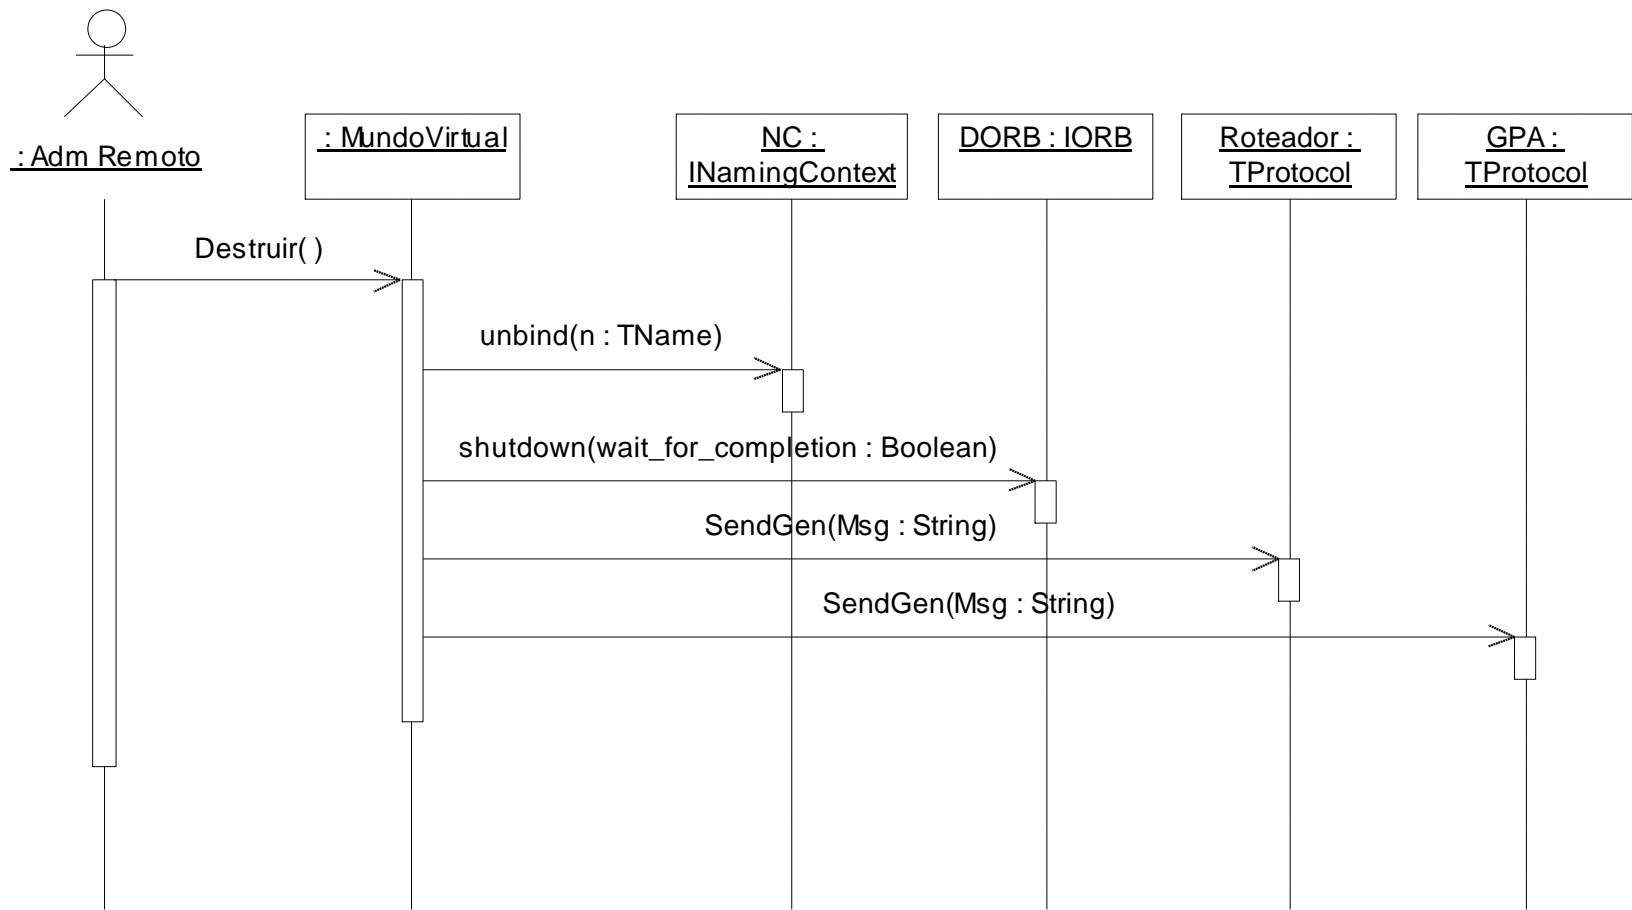 : Adm Remoto
: MundoVirtual
NC :
INamingContext
DORB : IORB
Roteador :
TProtocol
GPA :
TProtocol
Destruir( )
unbind(n : TName)
shutdown(wait_for_completion : Boolean)
SendGen(Msg : String)
SendGen(Msg : String)